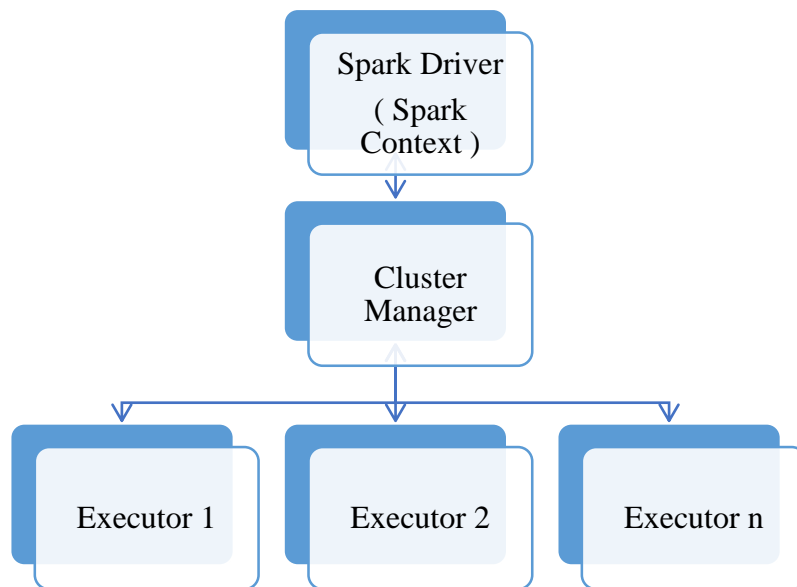 Spark Driver
( Spark
Context )
Cluster
Manager
Executor 1
Executor 2
Executor n